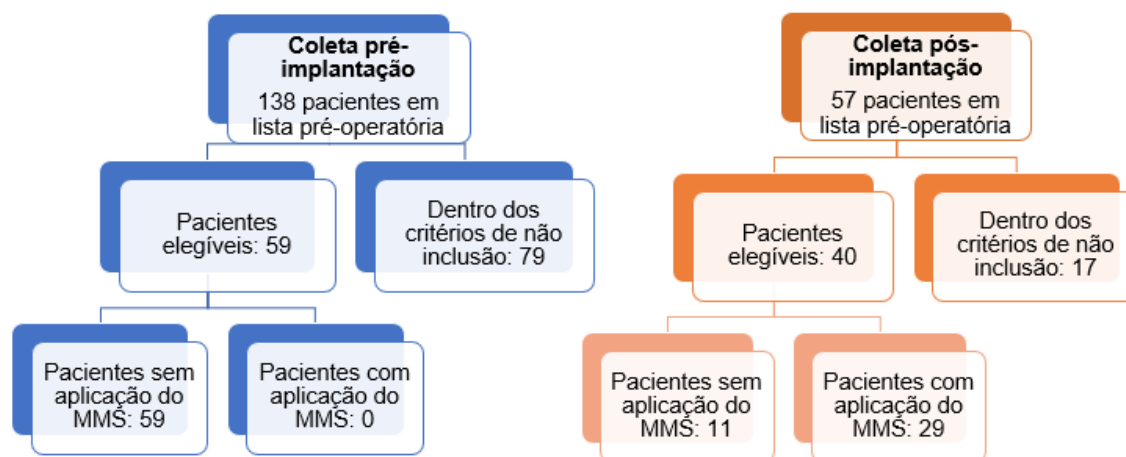 Coleta pré-
implantação
138 pacientes em
lista pré-operatória
Pacientes
elegíveis: 59
Dentro dos
critérios de não
inclusão: 79
Pacientes sem
aplicação do
MMS: 59
Pacientes com
aplicação do
MMS: 0
Coleta pós-
implantação
57 pacientes em
lista pré-operatória
Pacientes
elegíveis: 40
Dentro dos
critérios de não
inclusão: 17
Pacientes sem
aplicação do
MMS: 11
Pacientes com
aplicação do
MMS: 29